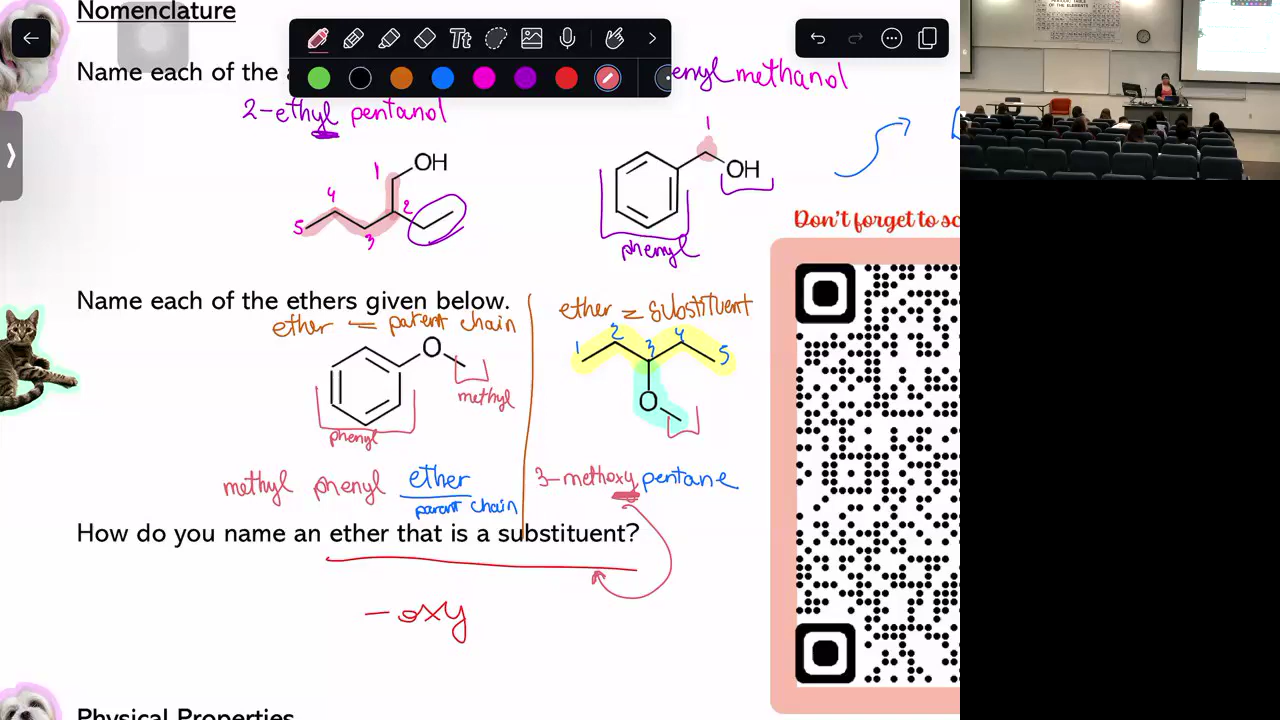 Nomenclature
Name each of the
enyl methanol
2-ethyl pentanol
1
OH
1
OH
4
2
5
3
phenyl
Don't forget to sc
Name each of the ethers given below.
ether = parent chain
ether = substituent
O
1 2 3 4 5
O
methyl
phenyl
methyl phenyl ether
parent chain
3-methoxy pentane
How do you name an ether that is a substituent?
-oxy
Physical Properties
Tt